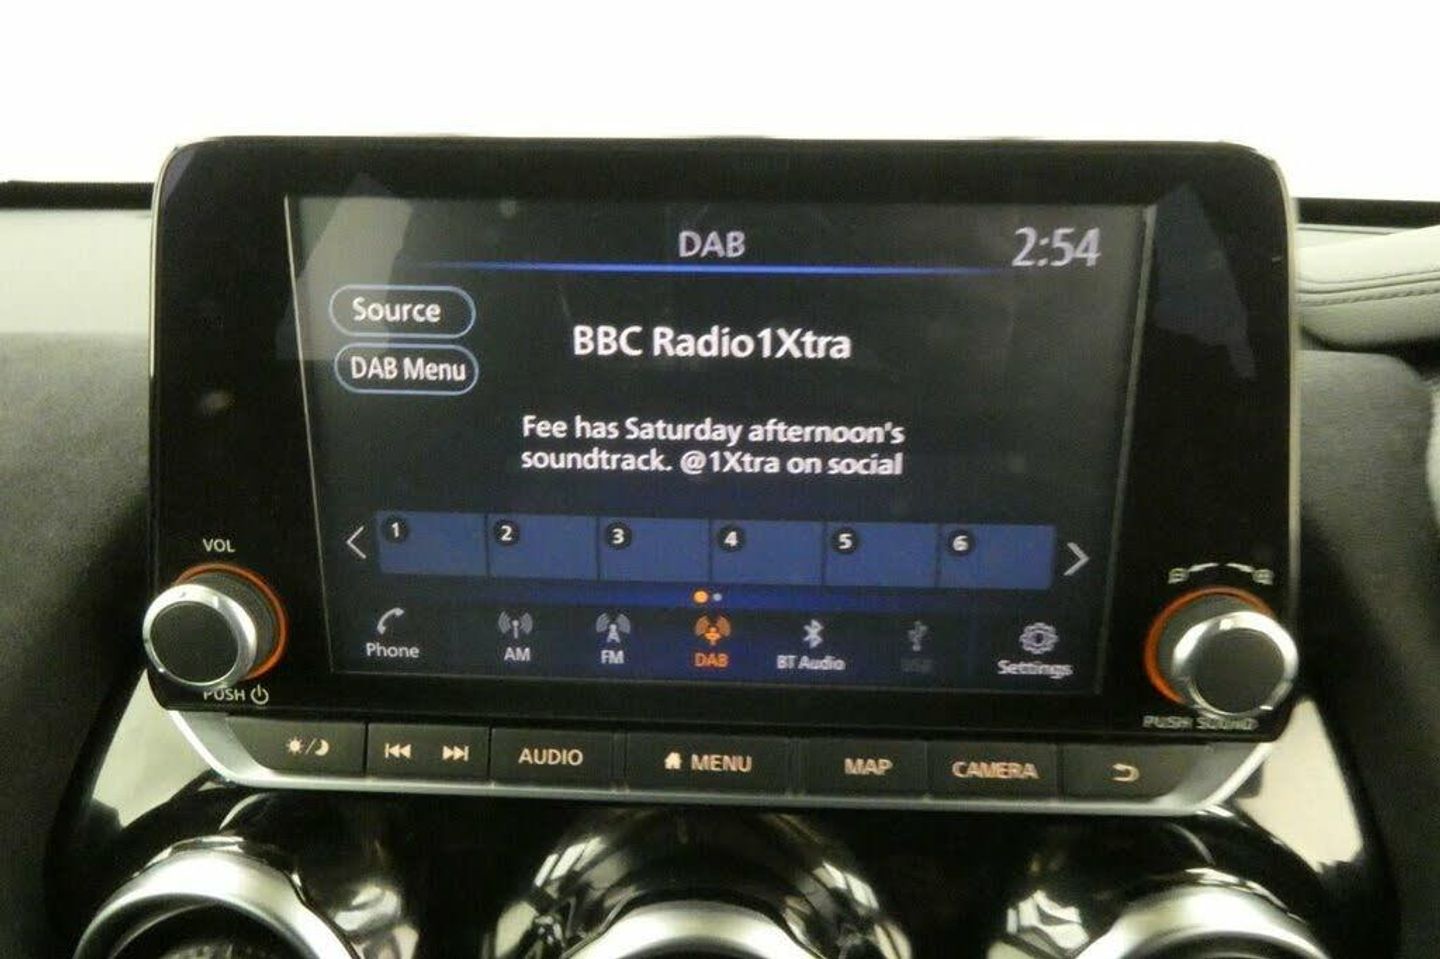 DAB
2:54
Source
BBC Radio1Xtra
DAB Menu
Fee has Saturday afternoon's
soundtrack. @1Xtra on social
1 2 3 4 5 6
VOL
Phone AM FM DAB BT Audio USB Settings
PUSH
PUSH SOUND
AUDIO MENU MAP CAMERA